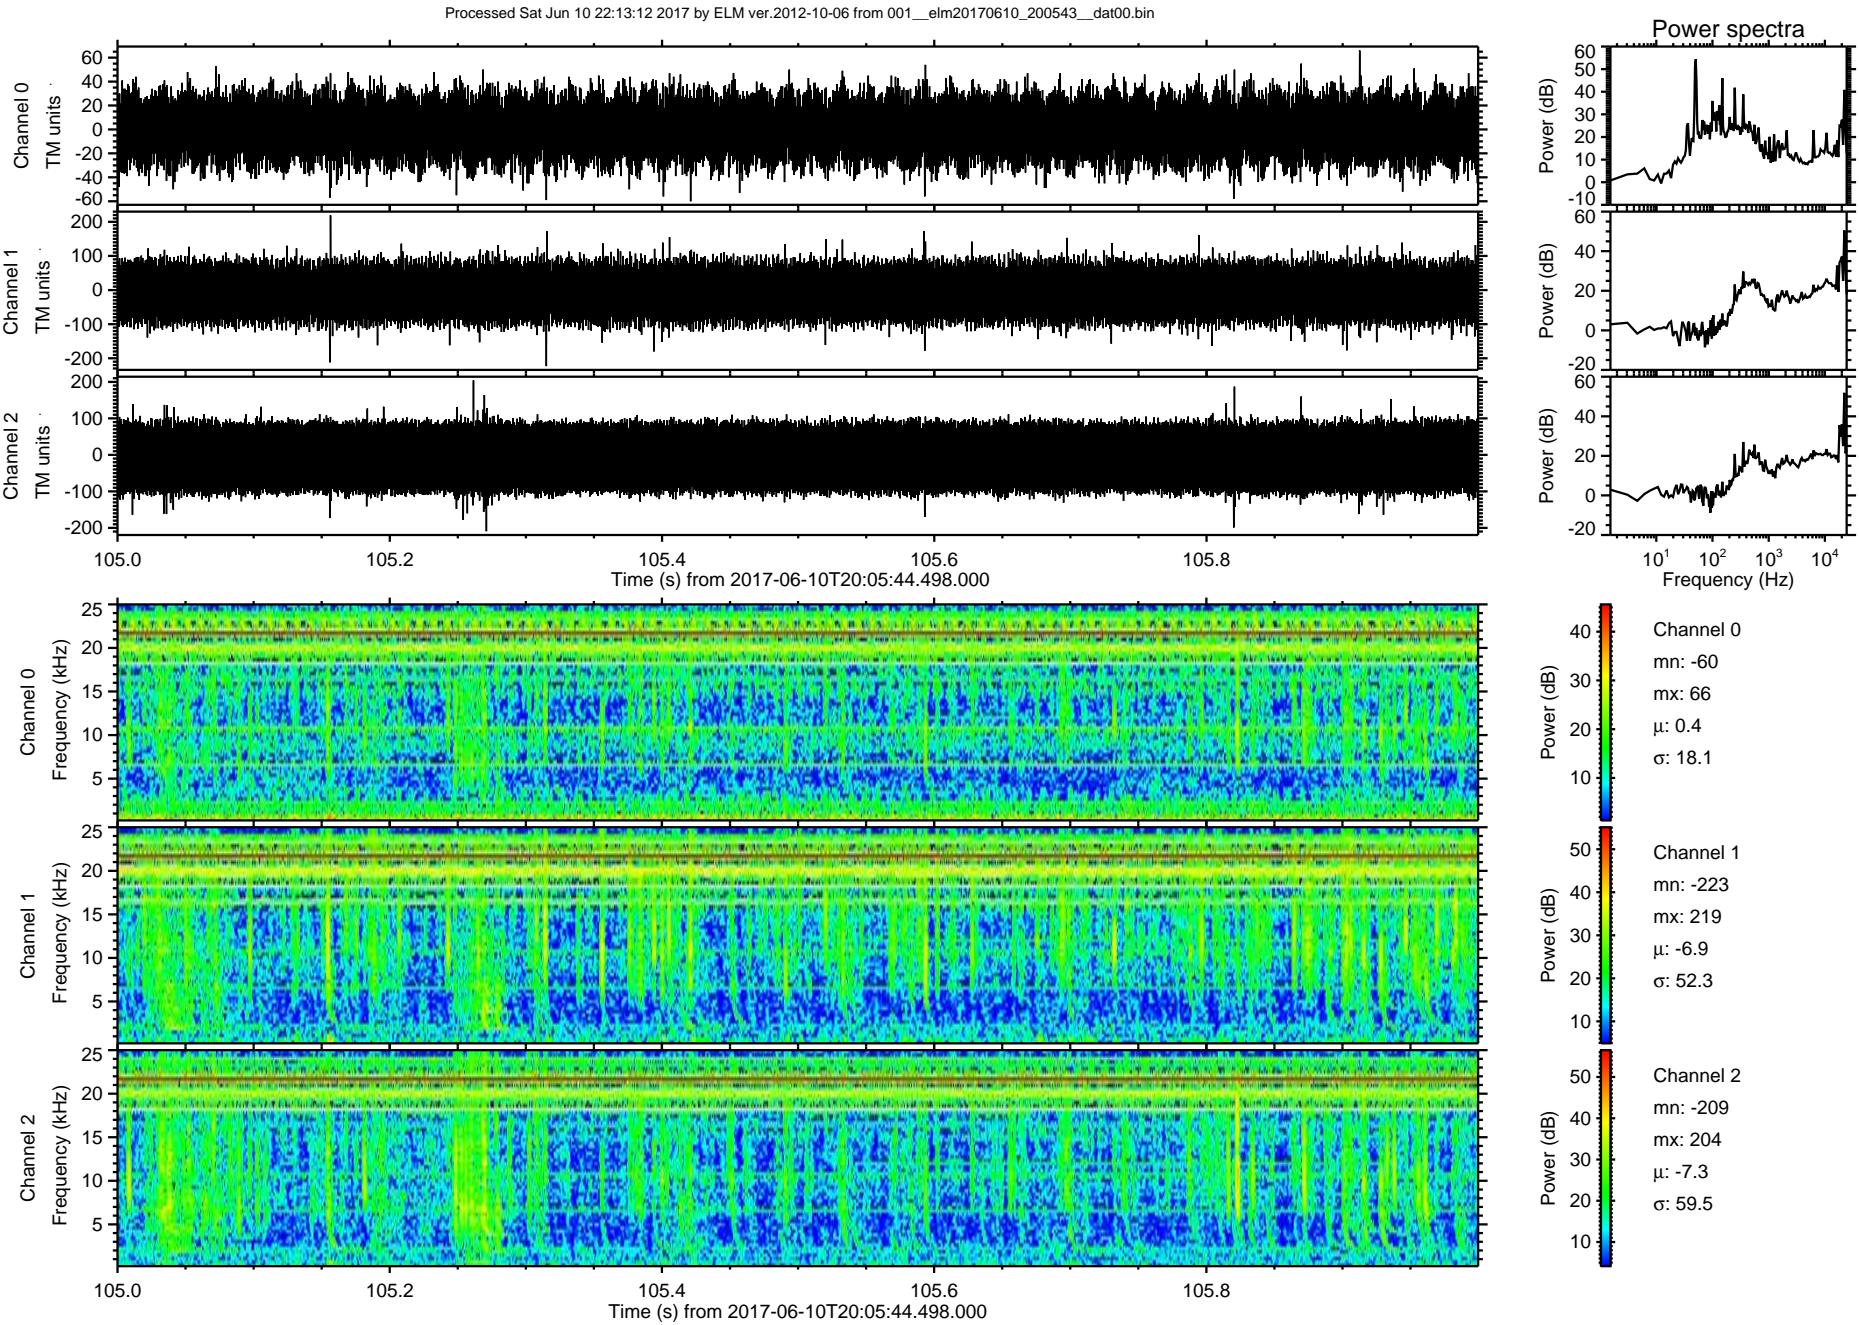 Processed Sat Jun 10 22:13:12 2017 by ELM ver.2012-10-06 from 001__elm20170610_200543__dat00.bin
Power spectra
Channel 0
TM units
60
40
20
0
-20
-40
-60
Power (dB)
60
50
40
30
20
10
0
-10
Channel 1
TM units
200
100
0
-100
-200
Power (dB)
60
40
20
0
-20
Channel 2
TM units
200
100
0
-100
-200
Power (dB)
60
40
20
0
-20
105.0 105.2 105.4 105.6 105.8
Time (s) from 2017-06-10T20:05:44.498.000
10¹ 10² 10³ 10⁴
Frequency (Hz)
Channel 0
Frequency (kHz)
25
20
15
10
5
Power (dB)
40
30
20
10
Channel 0
mn: -60
mx: 66
μ: 0.4
σ: 18.1
Channel 1
Frequency (kHz)
25
20
15
10
5
Power (dB)
50
40
30
20
10
Channel 1
mn: -223
mx: 219
μ: -6.9
σ: 52.3
Channel 2
Frequency (kHz)
25
20
15
10
5
Power (dB)
50
40
30
20
10
Channel 2
mn: -209
mx: 204
μ: -7.3
σ: 59.5
105.0 105.2 105.4 105.6 105.8
Time (s) from 2017-06-10T20:05:44.498.000